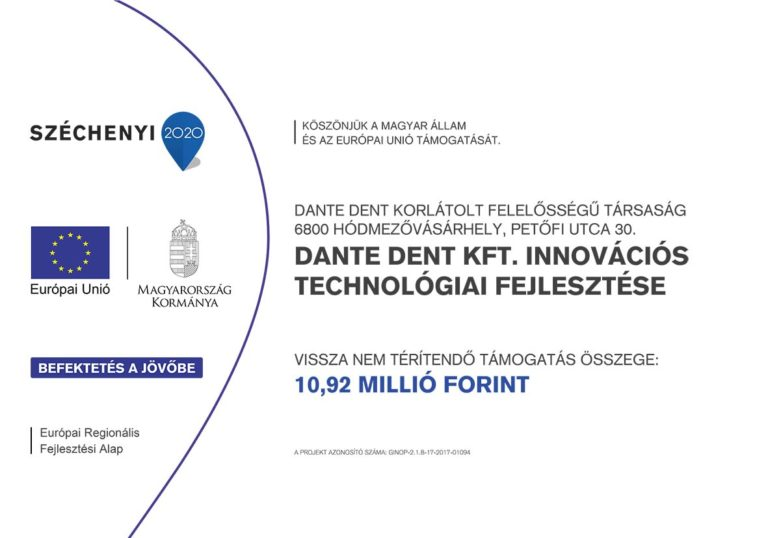 SZÉCHENYI 2020
Európai Unió
MAGYARORSZÁG
KORMÁNYA
BEFEKTETÉS A JÖVŐBE
Európai Regionális
Fejlesztési Alap
KÖSZÖNJÜK A MAGYAR ÁLLAM
ÉS AZ EURÓPAI UNIÓ TÁMOGATÁSÁT.
DANTE DENT KORLÁTOLT FELELŐSSÉGŰ TÁRSASÁG
6800 HÓDMEZŐVÁSÁRHELY, PETŐFI UTCA 30.
DANTE DENT KFT. INNOVÁCIÓS
TECHNOLÓGIAI FEJLESZTÉSE
VISSZA NEM TÉRÍTENDŐ TÁMOGATÁS ÖSSZEGE:
10,92 MILLIÓ FORINT
A PROJEKT AZONOSÍTÓ SZÁMA: GINOP-2.1.8-17-2017-01094